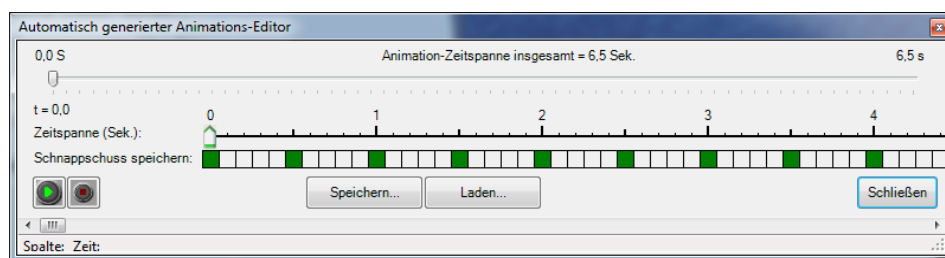 Automatisch generierter Animations-Editor
0,0 S Animation-Zeitspanne insgesamt = 6,5 Sek. 6,5 s
t = 0,0
0 1 2 3 4
Zeitspanne (Sek.):
Schnappschuss speichern:
Speichern... Laden... Schließen
Spalte: Zeit: